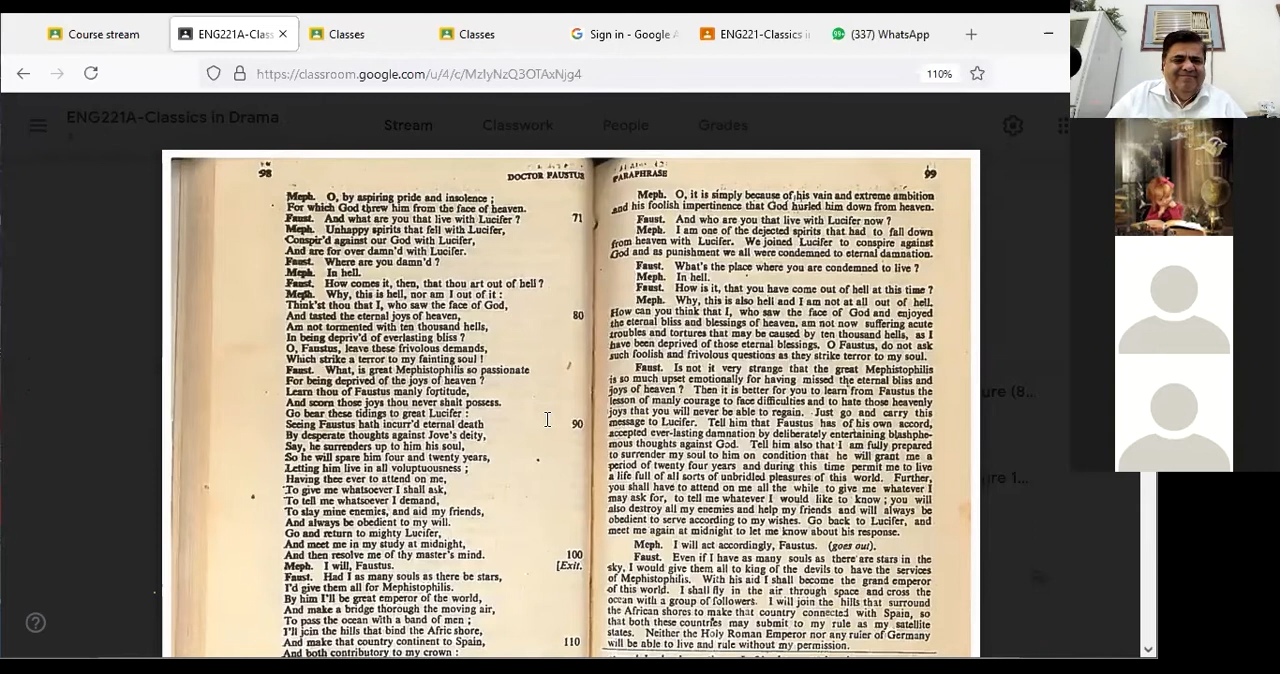 Course stream
ENG221A-Clas
Classes
Classes
Sign in - Google A
ENG221-Classics i
(337) WhatsApp
https://classroom.google.com/u/4/c/MzIyNzQ3OTAxNjg4
110%
ENG221A-Classics in Drama
Stream
Classwork
People
Grades
98
DOCTOR FAUSTUS
Meph. O, by aspiring pride and insolence ;
For which God threw him from the face of heaven.
Faust. And what are you that live with Lucifer ? 71
Meph. Unhappy spirits that fell with Lucifer,
Conspir'd against our God with Lucifer,
And are for over damn'd with Lucifer.
Faust. Where are you damn'd ?
Meph. In hell.
Faust. How comes it, then, that thou art out of hell ?
Meph. Why, this is hell, nor am I out of it :
Think'st thou that I, who saw the face of God,
And tasted the eternal joys of heaven, 80
Am not tormented with ten thousand hells,
In being depriv'd of everlasting bliss ?
O, Faustus, leave these frivolous demands,
Which strike a terror to my fainting soul !
Faust. What, is great Mephistophilis so passionate
For being deprived of the joys of heaven ?
Learn thou of Faustus manly fortitude,
And scorn those joys thou never shalt possess.
Go bear these tidings to great Lucifer :
Seeing Faustus hath incurr'd eternal death 90
By desperate thoughts against Jove's deity,
Say, he surrenders up to him his soul,
So he will spare him four and twenty years,
Letting him live in all voluptuousness ;
Having thee ever to attend on me,
To give me whatsoever I shall ask,
To tell me whatsoever I demand,
To slay mine enemies, and aid my friends,
And always be obedient to my will.
Go and return to mighty Lucifer,
And meet me in my study at midnight,
And then resolve me of thy master's mind. 100
Meph. I will, Faustus. [Exit.
Faust. Had I as many souls as there be stars,
I'd give them all for Mephistophilis.
By him I'll be great emperor of the world,
And make a bridge thorough the moving air,
To pass the ocean with a band of men ;
I'll join the hills that bind the Afric shore,
And make that country continent to Spain, 110
And both contributory to my crown :
PARAPHRASE
99
Meph. O, it is simply because of his vain and extreme ambition
and his foolish impertinence that God hurled him down from heaven.
Faust. And who are you that live with Lucifer now ?
Meph. I am one of the dejected spirits that had to fall down
from heaven with Lucifer. We joined Lucifer to conspire against
God and as punishment we all were condemned to eternal damnation.
Faust. What's the place where you are condemned to live ?
Meph. In hell.
Faust. How is it, that you have come out of hell at this time ?
Meph. Why, this is also hell and I am not at all out of hell.
How can you think that I, who saw the face of God and enjoyed
the eternal bliss and blessings of heaven, am not now suffering acute
troubles and tortures that may be caused by ten thousand hells, as I
have been deprived of those eternal blessings. O Faustus, do not ask
such foolish and frivolous questions as they strike terror to my soul.
Faust. Is not it very strange that the great Mephistophilis
is so much upset emotionally for having missed the eternal bliss and
joys of heaven ? Then it is better for you to learn from Faustus the
lesson of manly courage to face difficulties and to hate those heavenly
joys that you will never be able to regain. Just go and carry this
message to Lucifer. Tell him that Faustus has of his own accord,
accepted ever-lasting damnation by deliberately entertaining blasphe-
mous thoughts against God. Tell him also that I am fully prepared
to surrender my soul to him on condition that he will grant me a
period of twenty four years and during this time permit me to live
a life full of all sorts of unbridled pleasures of this world. Further,
you shall have to attend on me all the while to give me whatever I
may ask for, to tell me whatever I would like to know ; you will
also destroy all my enemies and help my friends and will always be
obedient to serve according to my wishes. Go back to Lucifer, and
meet me again at midnight to let me know about his response.
Meph. I will act accordingly, Faustus. (goes out).
Faust. Even if I have as many souls as there are stars in the
sky, I would give them all to king of the devils to have the services
of Mephistophilis. With his aid I shall become the grand emperor
of this world. I shall fly in the air through space and cross the
ocean with a group of followers. I will join the hills that surround
the African shores to make that country connected with Spain, so
that both these countries may submit to my rule as my satellite
states. Neither the Holy Roman Emperor nor any ruler of Germany
will be able to live and rule without my permission.
ure (8...
re 1...